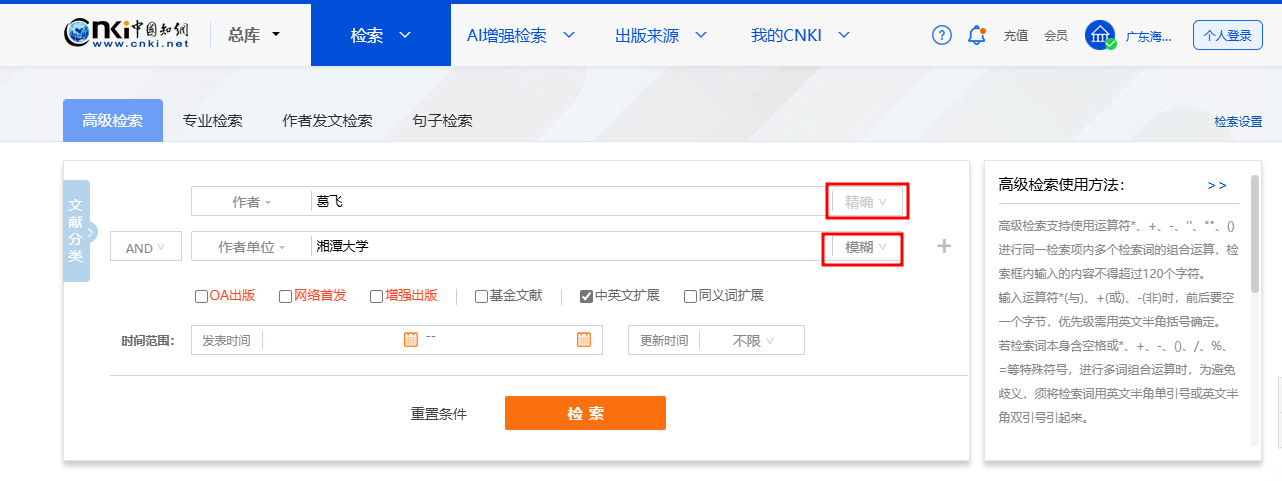 Cnki中国知网
www.cnki.net
总库
检索
AI增强检索
出版来源
我的CNKI
充值
会员
广东海...
个人登录
高级检索
专业检索
作者发文检索
句子检索
检索设置
文献分类
作者
葛飞
精确
AND
作者单位
湘潭大学
模糊
OA出版
网络首发
增强出版
基金文献
中英文扩展
同义词扩展
时间范围：
发表时间
--
更新时间
不限
重置条件
检索
高级检索使用方法：
>>
高级检索支持使用运算符*、+、-、''、""、()
进行同一检索项内多个检索词的组合运算，检
索框内输入的内容不得超过120个字符。
输入运算符*(与)、+(或)、-(非)时，前后要空
一个字节，优先级需用英文半角括号确定。
若检索词本身含空格或*、+、-、()、/、%、
=等特殊符号，进行多词组合运算时，为避免
歧义，须将检索词用英文半角单引号或英文半
角双引号引起来。